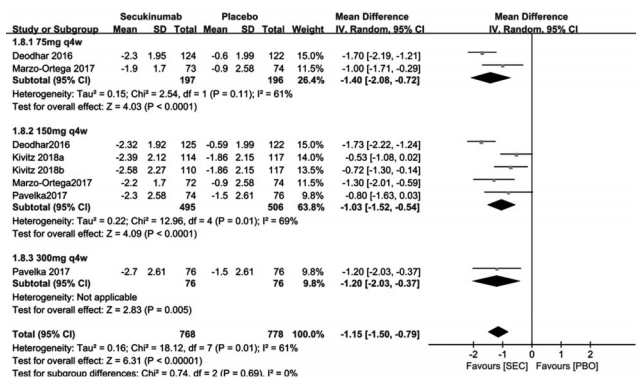 Secukinumab Placebo Mean Difference Mean Difference
Study or Subgroup Mean SD Total Mean SD Total Weight IV. Random. 95% CI IV. Random. 95% CI
1.8.1 75mg q4w
Deodhar 2016 -2.3 1.95 124 -0.6 1.99 122 15.0% -1.70 [-2.19, -1.21]
Marzo-Ortega 2017 -1.9 1.7 73 -0.9 2.58 74 11.5% -1.00 [-1.71, -0.29]
Subtotal (95% CI) 197 196 26.4% -1.40 [-2.08, -0.72]
Heterogeneity: Tau² = 0.15; Chi² = 2.54, df = 1 (P = 0.11); I² = 61%
Test for overall effect: Z = 4.03 (P < 0.0001)
1.8.2 150mg q4w
Deodhar2016 -2.32 1.92 125 -0.59 1.99 122 15.0% -1.73 [-2.22, -1.24]
Kivitz 2018a -2.39 2.12 114 -1.86 2.15 117 14.0% -0.53 [-1.08, 0.02]
Kivitz 2018b -2.58 2.27 110 -1.86 2.15 117 13.6% -0.72 [-1.30, -0.14]
Marzo-Ortega2017 -2.2 1.7 72 -0.9 2.58 74 11.4% -1.30 [-2.01, -0.59]
Pavelka2017 -2.3 2.58 74 -1.5 2.61 76 9.8% -0.80 [-1.63, 0.03]
Subtotal (95% CI) 495 506 63.8% -1.03 [-1.52, -0.54]
Heterogeneity: Tau² = 0.22; Chi² = 12.96, df = 4 (P = 0.01); I² = 69%
Test for overall effect: Z = 4.09 (P < 0.0001)
1.8.3 300mg q4w
Pavelka 2017 -2.7 2.61 76 -1.5 2.61 76 9.8% -1.20 [-2.03, -0.37]
Subtotal (95% CI) 76 76 9.8% -1.20 [-2.03, -0.37]
Heterogeneity: Not applicable
Test for overall effect: Z = 2.83 (P = 0.005)
Total (95% CI) 768 778 100.0% -1.15 [-1.50, -0.79]
Heterogeneity: Tau² = 0.16; Chi² = 18.12, df = 7 (P = 0.01); I² = 61%
Test for overall effect: Z = 6.31 (P < 0.00001)
Test for subgroup differences: Chi² = 0.74, df = 2 (P = 0.69), I² = 0%
-4 -3 -2 -1 0 1 2
Favours [SEC] Favours [PBO]